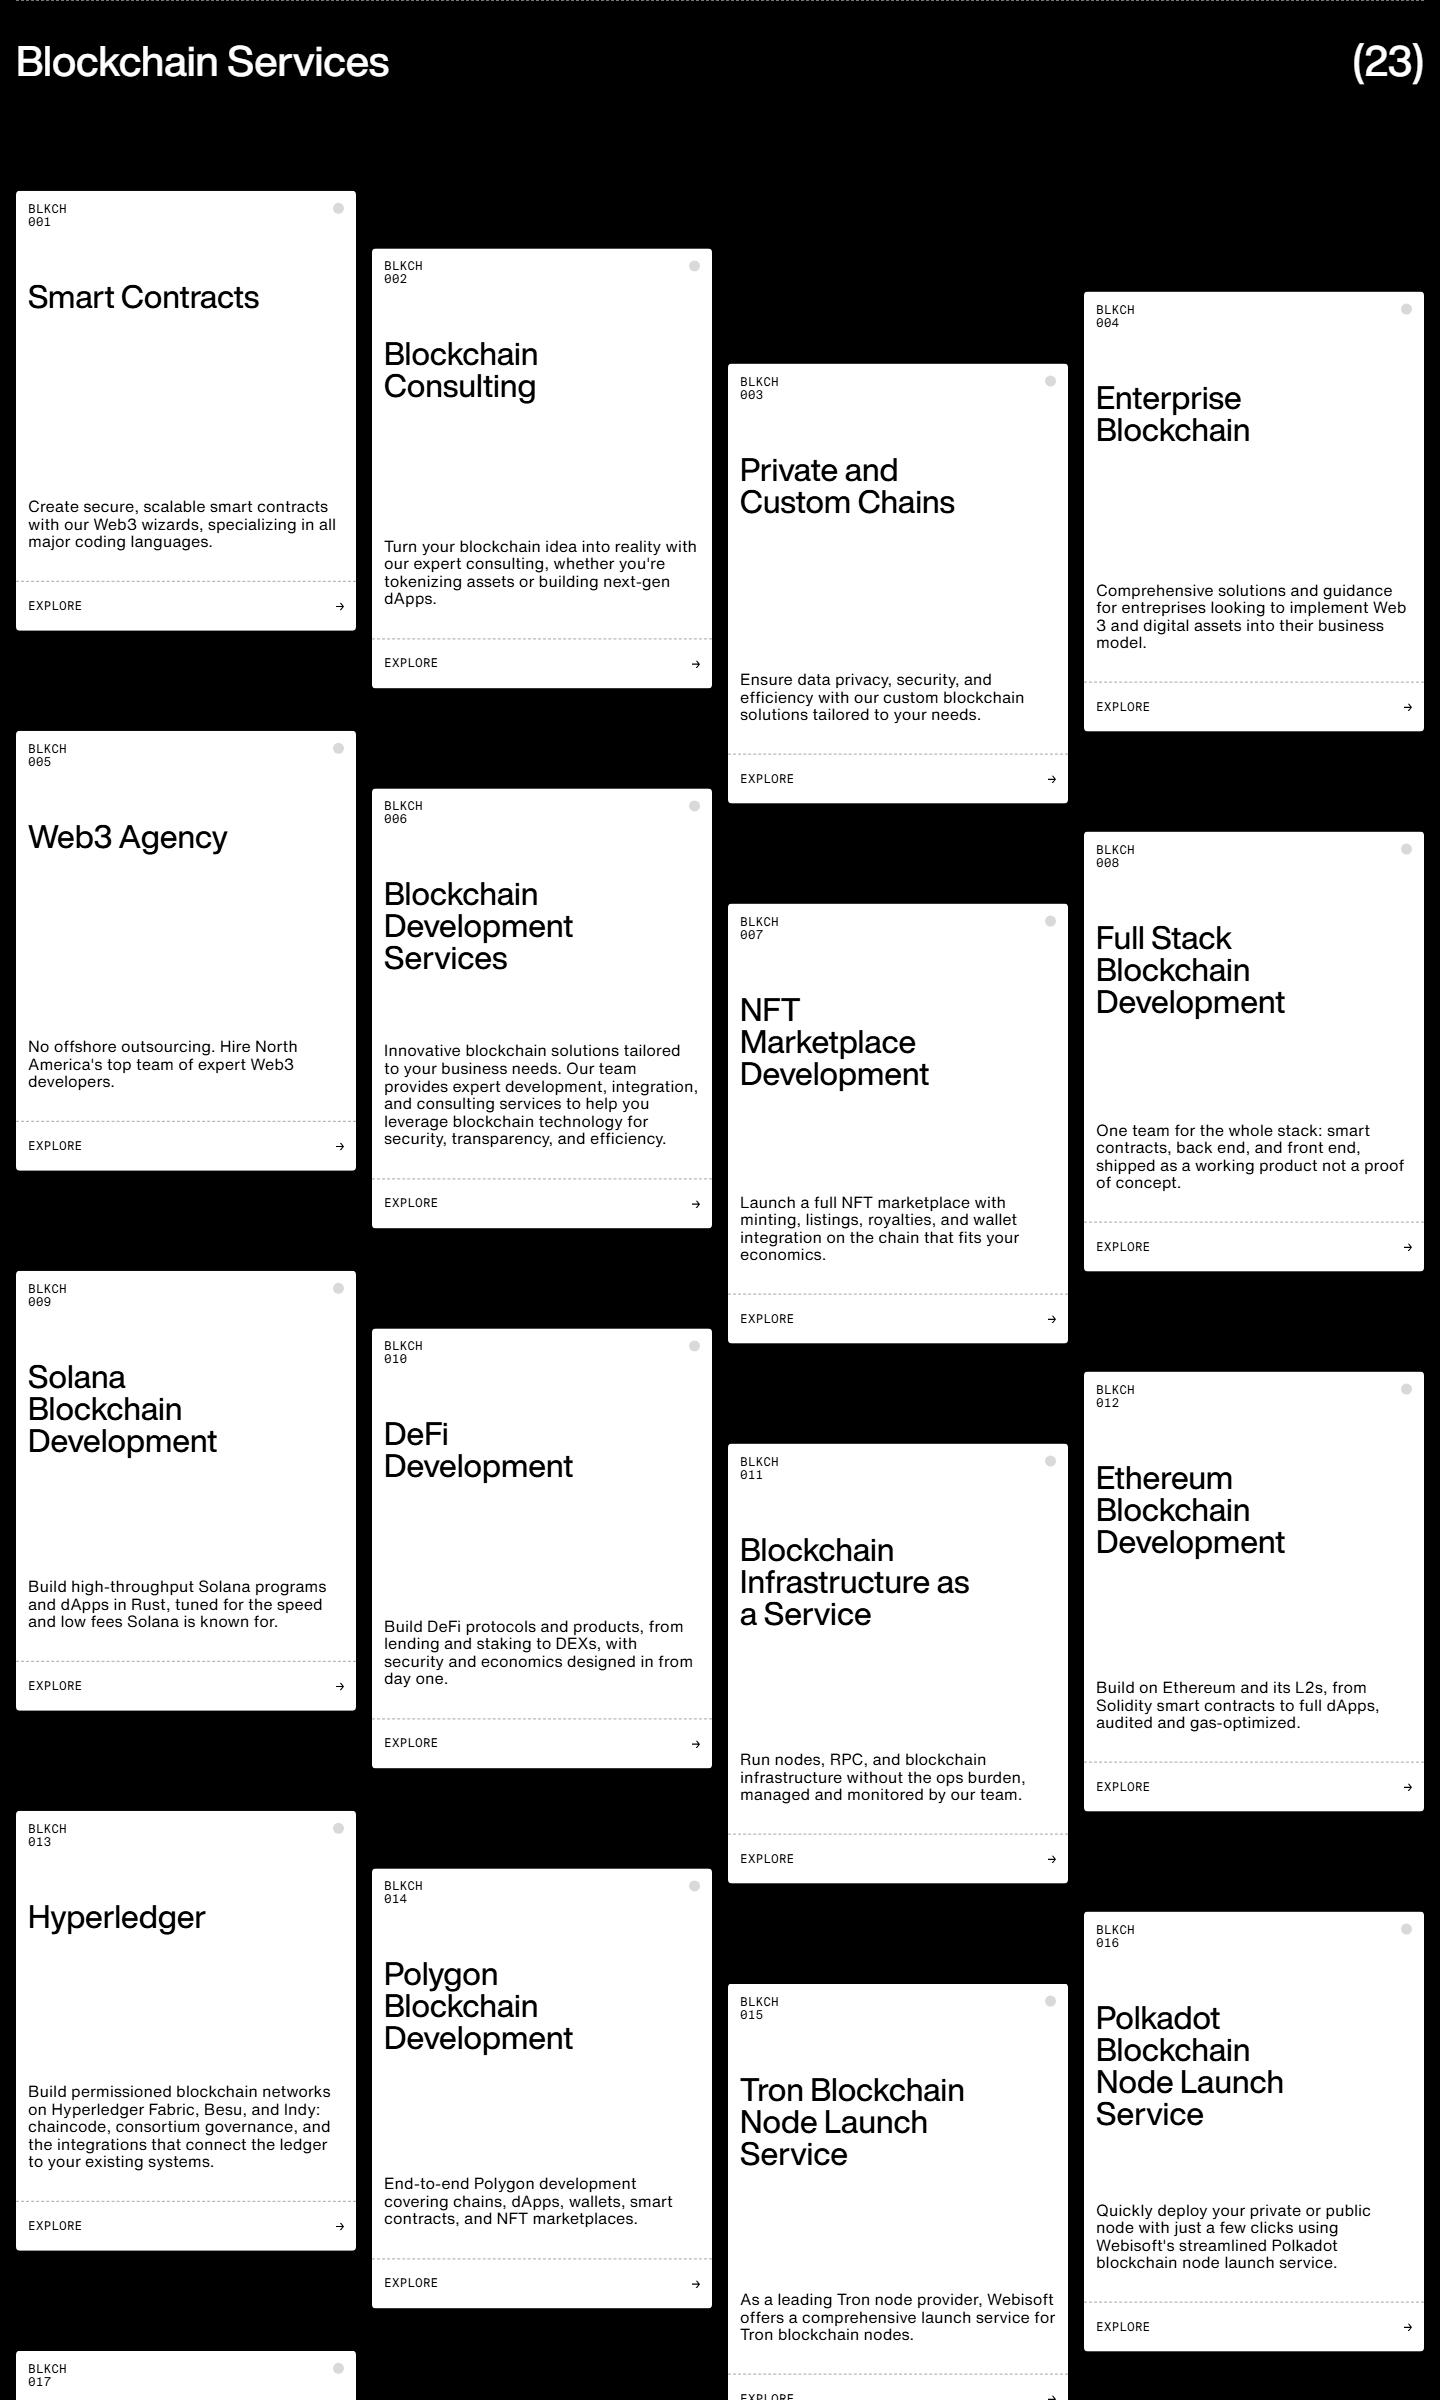 Blockchain Services
(23)
BLKCH
001
Smart Contracts
Create secure, scalable smart contracts
with our Web3 wizards, specializing in all
major coding languages.
EXPLORE →
BLKCH
002
Blockchain
Consulting
Turn your blockchain idea into reality with
our expert consulting, whether you're
tokenizing assets or building next-gen
dApps.
EXPLORE →
BLKCH
003
Private and
Custom Chains
Ensure data privacy, security, and
efficiency with our custom blockchain
solutions tailored to your needs.
EXPLORE →
BLKCH
004
Enterprise
Blockchain
Comprehensive solutions and guidance
for entreprises looking to implement Web
3 and digital assets into their business
model.
EXPLORE →
BLKCH
005
Web3 Agency
No offshore outsourcing. Hire North
America's top team of expert Web3
developers.
EXPLORE →
BLKCH
006
Blockchain
Development
Services
Innovative blockchain solutions tailored
to your business needs. Our team
provides expert development, integration,
and consulting services to help you
leverage blockchain technology for
security, transparency, and efficiency.
EXPLORE →
BLKCH
007
NFT
Marketplace
Development
Launch a full NFT marketplace with
minting, listings, royalties, and wallet
integration on the chain that fits your
economics.
EXPLORE →
BLKCH
008
Full Stack
Blockchain
Development
One team for the whole stack: smart
contracts, back end, and front end,
shipped as a working product not a proof
of concept.
EXPLORE →
BLKCH
009
Solana
Blockchain
Development
Build high-throughput Solana programs
and dApps in Rust, tuned for the speed
and low fees Solana is known for.
EXPLORE →
BLKCH
010
DeFi
Development
Build DeFi protocols and products, from
lending and staking to DEXs, with
security and economics designed in from
day one.
EXPLORE →
BLKCH
011
Blockchain
Infrastructure as
a Service
Run nodes, RPC, and blockchain
infrastructure without the ops burden,
managed and monitored by our team.
EXPLORE →
BLKCH
012
Ethereum
Blockchain
Development
Build on Ethereum and its L2s, from
Solidity smart contracts to full dApps,
audited and gas-optimized.
EXPLORE →
BLKCH
013
Hyperledger
Build permissioned blockchain networks
on Hyperledger Fabric, Besu, and Indy:
chaincode, consortium governance, and
the integrations that connect the ledger
to your existing systems.
EXPLORE →
BLKCH
014
Polygon
Blockchain
Development
End-to-end Polygon development
covering chains, dApps, wallets, smart
contracts, and NFT marketplaces.
EXPLORE →
BLKCH
015
Tron Blockchain
Node Launch
Service
As a leading Tron node provider, Webisoft
offers a comprehensive launch service for
Tron blockchain nodes.
EXPLORE →
BLKCH
016
Polkadot
Blockchain
Node Launch
Service
Quickly deploy your private or public
node with just a few clicks using
Webisoft's streamlined Polkadot
blockchain node launch service.
EXPLORE →
BLKCH
017